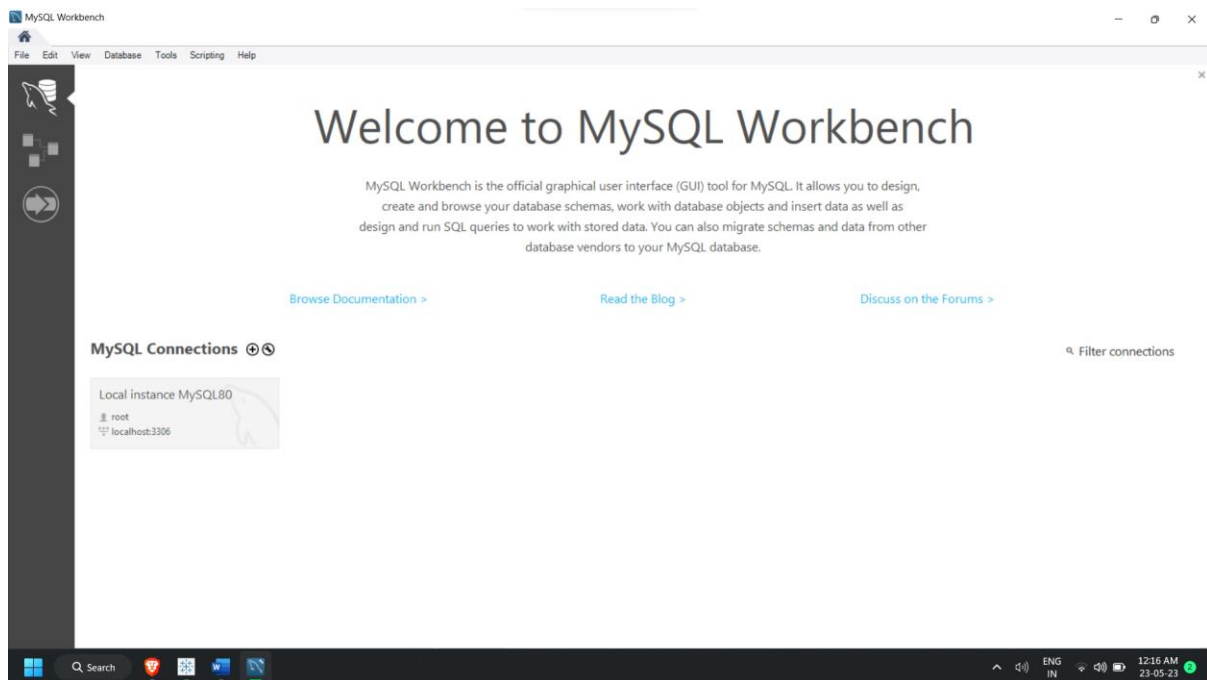 MySQL Workbench
File Edit View Database Tools Scripting Help
Welcome to MySQL Workbench
MySQL Workbench is the official graphical user interface (GUI) tool for MySQL. It allows you to design,
create and browse your database schemas, work with database objects and insert data as well as
design and run SQL queries to work with stored data. You can also migrate schemas and data from other
database vendors to your MySQL database.
Browse Documentation > Read the Blog > Discuss on the Forums >
MySQL Connections Filter connections
Local instance MySQL80
root
localhost:3306
Search
ENG
IN
12:16 AM
23-05-23
2